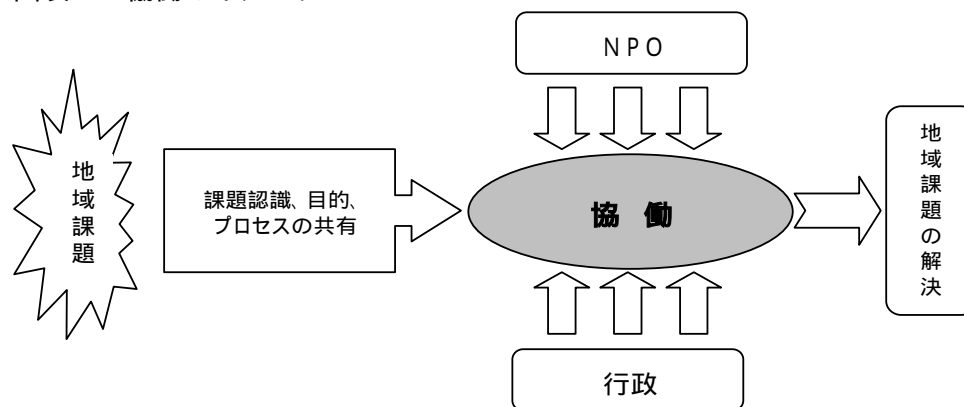 NPO
地域課題
課題認識、目的、
プロセスの共有
協 働
地域課題の解決
行政